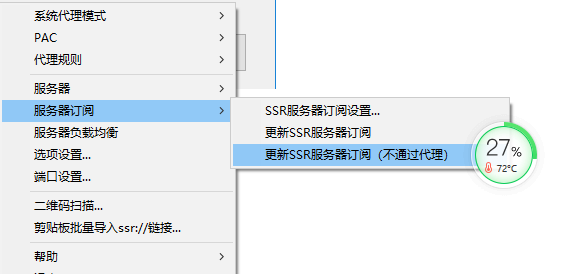 系统代理模式
PAC
代理规则
服务器
服务器订阅
服务器负载均衡
选项设置...
端口设置...
二维码扫描...
剪贴板批量导入ssr://链接...
帮助
SSR服务器订阅设置...
更新SSR服务器订阅
更新SSR服务器订阅（不通过代理）
27%
72°C